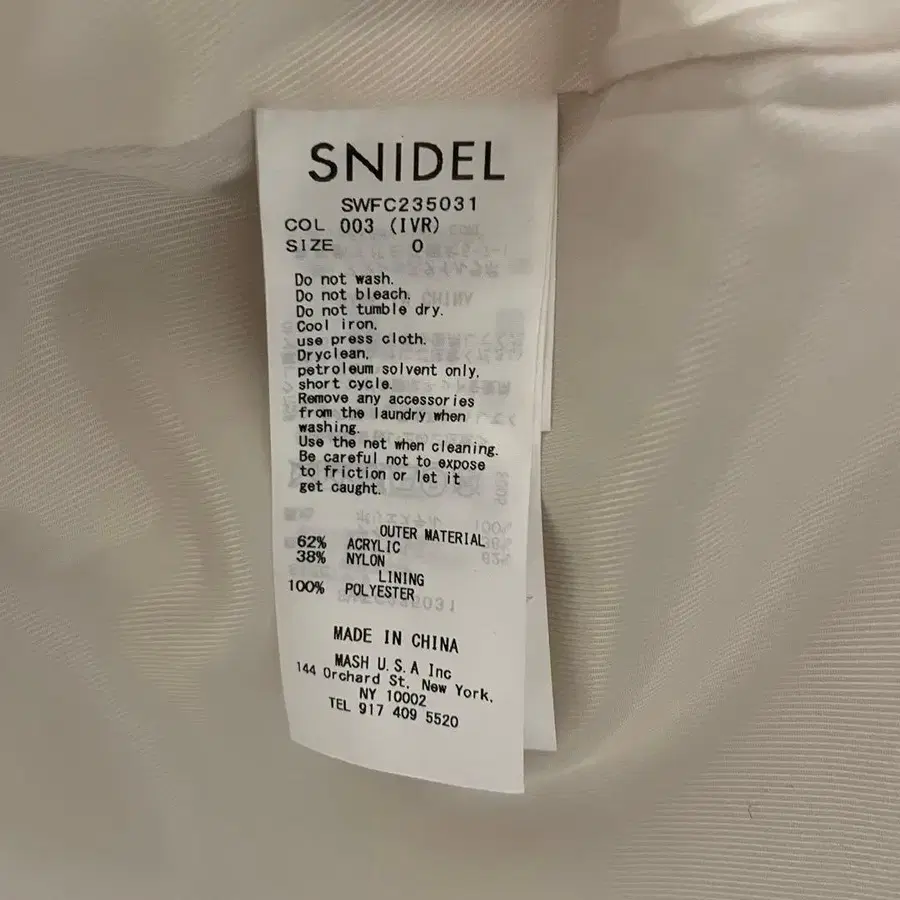 SNIDEL
SWFC235031
COL 003 (IVR)
SIZE 0
Do not wash.
Do not bleach.
Do not tumble dry.
Cool iron,
use press cloth.
Dryclean,
petroleum solvent only,
short cycle.
Remove any accessories
from the laundry when
washing.
Use the net when cleaning.
Be careful not to expose
to friction or let it
get caught.
OUTER MATERIAL
62% ACRYLIC
38% NYLON
LINING
100% POLYESTER
MADE IN CHINA
MASH U.S.A Inc
144 Orchard St. New York,
NY 10002
TEL 917 409 5520